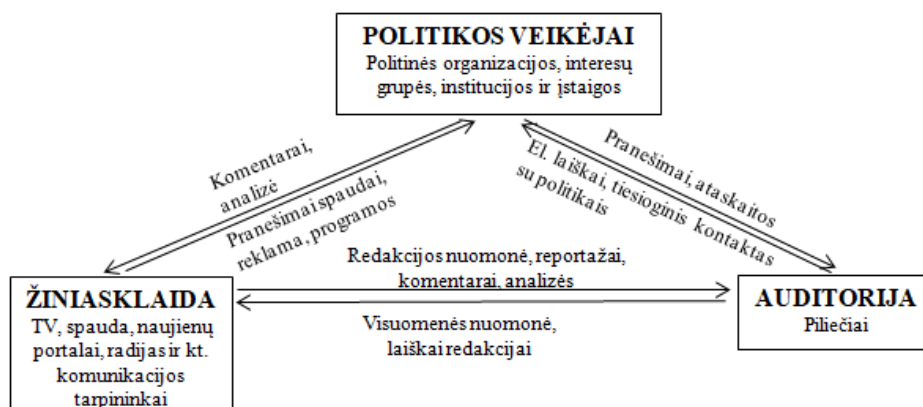 POLITIKOS VEIKĖJAI
Politinės organizacijos, interesų
grupės, institucijos ir įstaigos
Komentarai,
analizė
Pranešimai spaudai,
reklama, programos
Pranešimai, ataskaitos
El. laiškai, tiesioginis kontaktas
su politikais
Redakcijos nuomonė, reportažai,
komentarai, analizės
Visuomenės nuomonė,
laiškai redakcijai
ŽINIASKLAIDA
TV, spauda, naujienų
portalai, radijas ir kt.
komunikacijos
tarpininkai
AUDITORIJA
Piliečiai